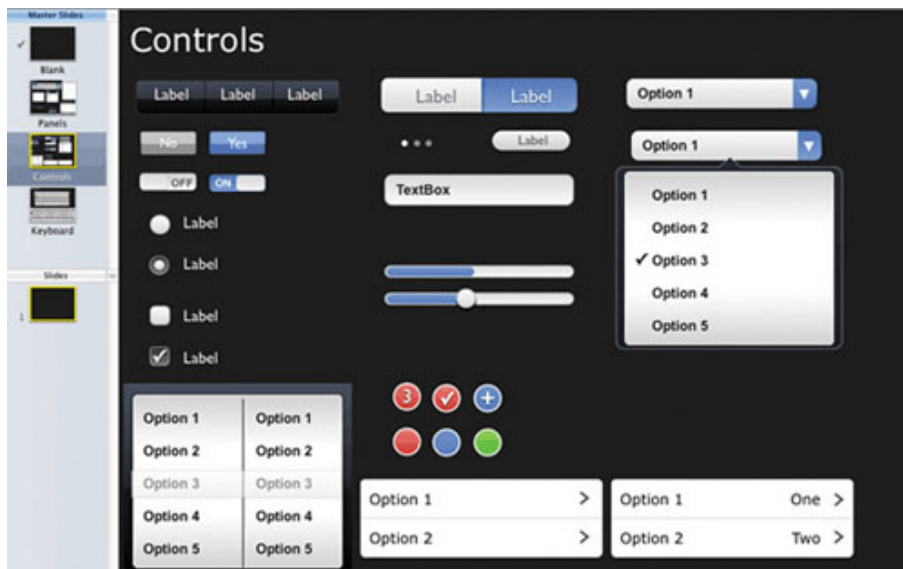 Master Slides
Blank
Panels
Controls
Keyboard
Slides
1
Controls
Label Label Label
No Yes
OFF ON
Label
Label
Label
Label
Option 1 Option 1
Option 2 Option 2
Option 3 Option 3
Option 4 Option 4
Option 5 Option 5
Label Label
Label
TextBox
3
Option 1
Option 2
Option 1
Option 1
Option 1
Option 2
Option 3
Option 4
Option 5
Option 1 One
Option 2 Two